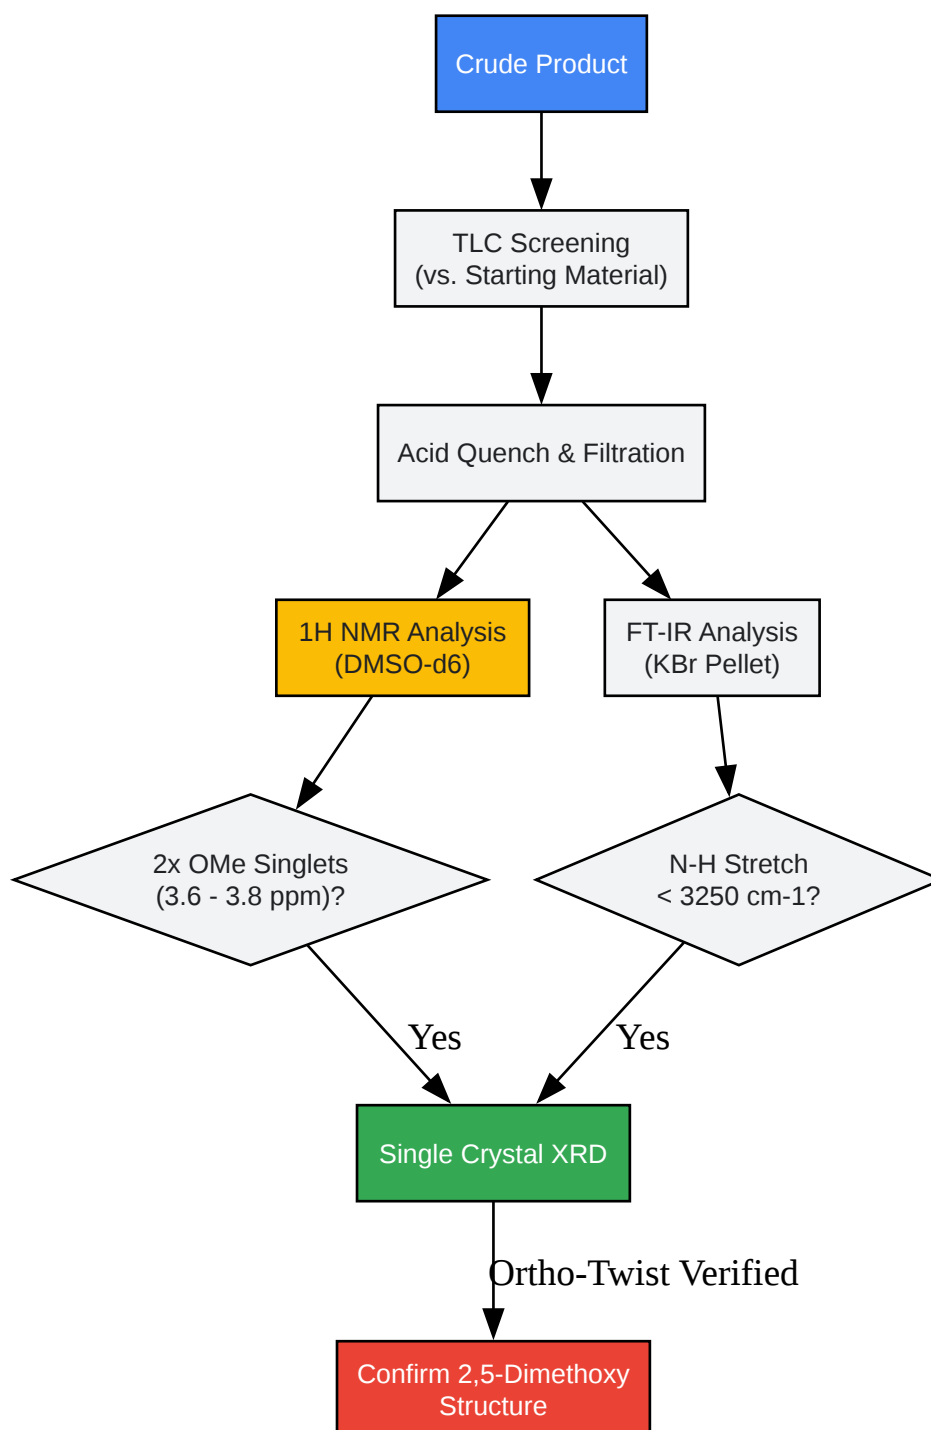 Crude Product
TLC Screening
(vs. Starting Material)
Acid Quench & Filtration
1H NMR Analysis
(DMSO-d6)
FT-IR Analysis
(KBr Pellet)
2x OMe Singlets
(3.6 - 3.8 ppm)?
N-H Stretch
< 3250 cm-1?
Yes
Yes
Single Crystal XRD
Ortho-Twist Verified
Confirm 2,5-Dimethoxy
Structure